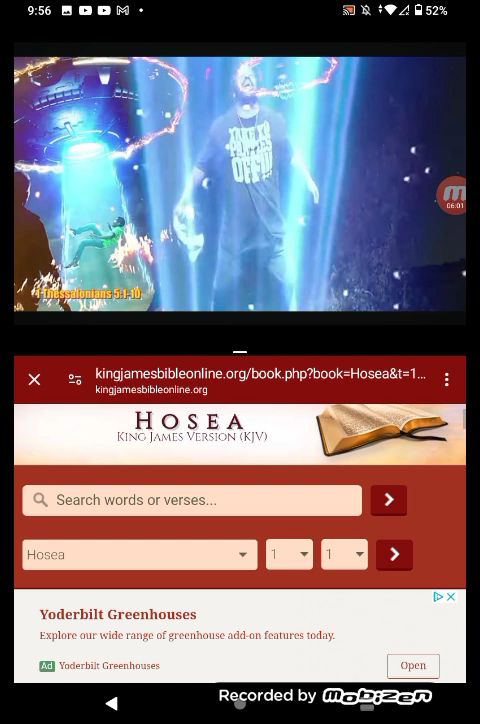 9:56
52%
06:01
1 Thessalonians 5:1-10
kingjamesbibleonline.org/book.php?book=Hosea&t=1...
kingjamesbibleonline.org
HOSEA
KING JAMES VERSION (KJV)
Search words or verses...
Hosea 1 1
Yoderbilt Greenhouses
Explore our wide range of greenhouse add-on features today.
Ad Yoderbilt Greenhouses Open
Recorded by mobizen